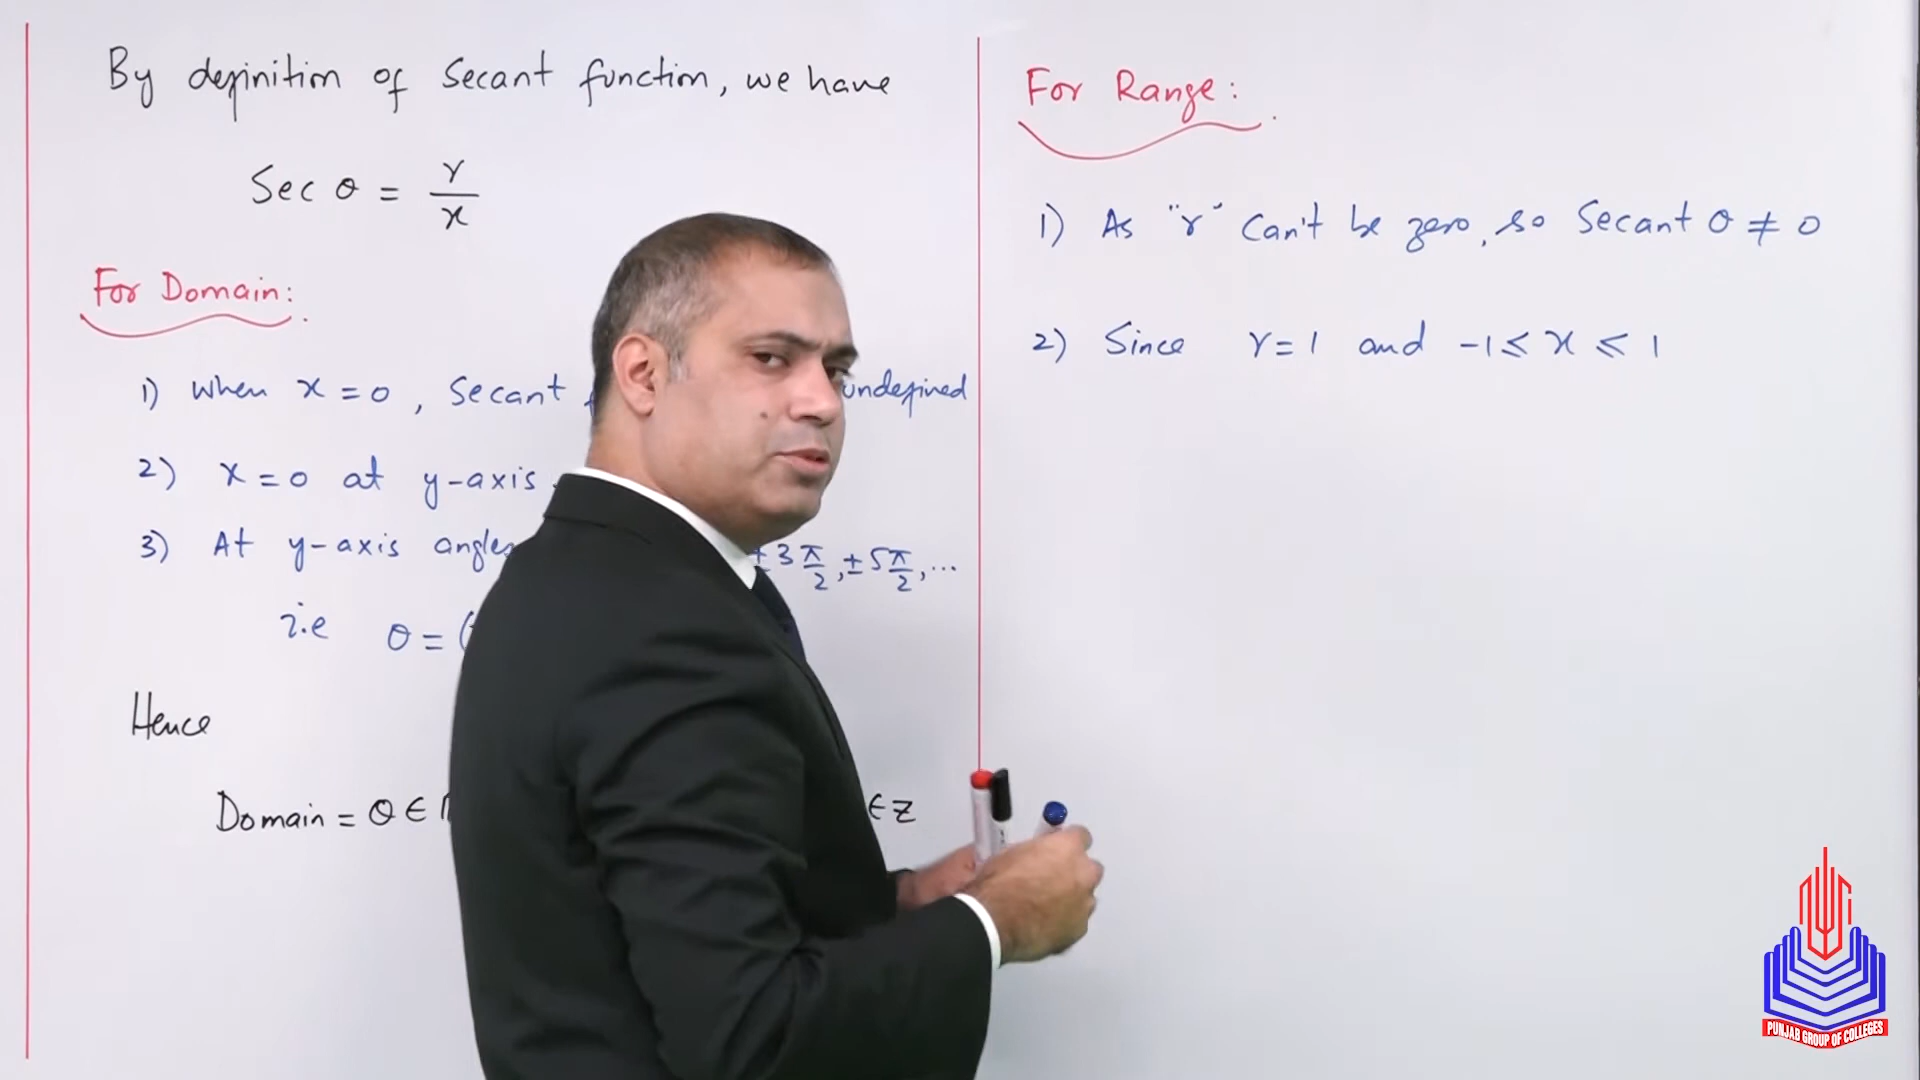 By definition of Secant function, we have
Sec θ = r/x
For Domain:
1) when x = 0, Secant undefined
2) x = 0 at y-axis
3) At y-axis angles ± 3π/2, ± 5π/2, ...
i.e θ = (
Hence
Domain = θ ∈ ∈ Z
For Range:
1) As "r" Can't be zero, so Secant θ ≠ 0
2) Since r = 1 and -1 ≤ x ≤ 1
PUNJAB GROUP OF COLLEGES